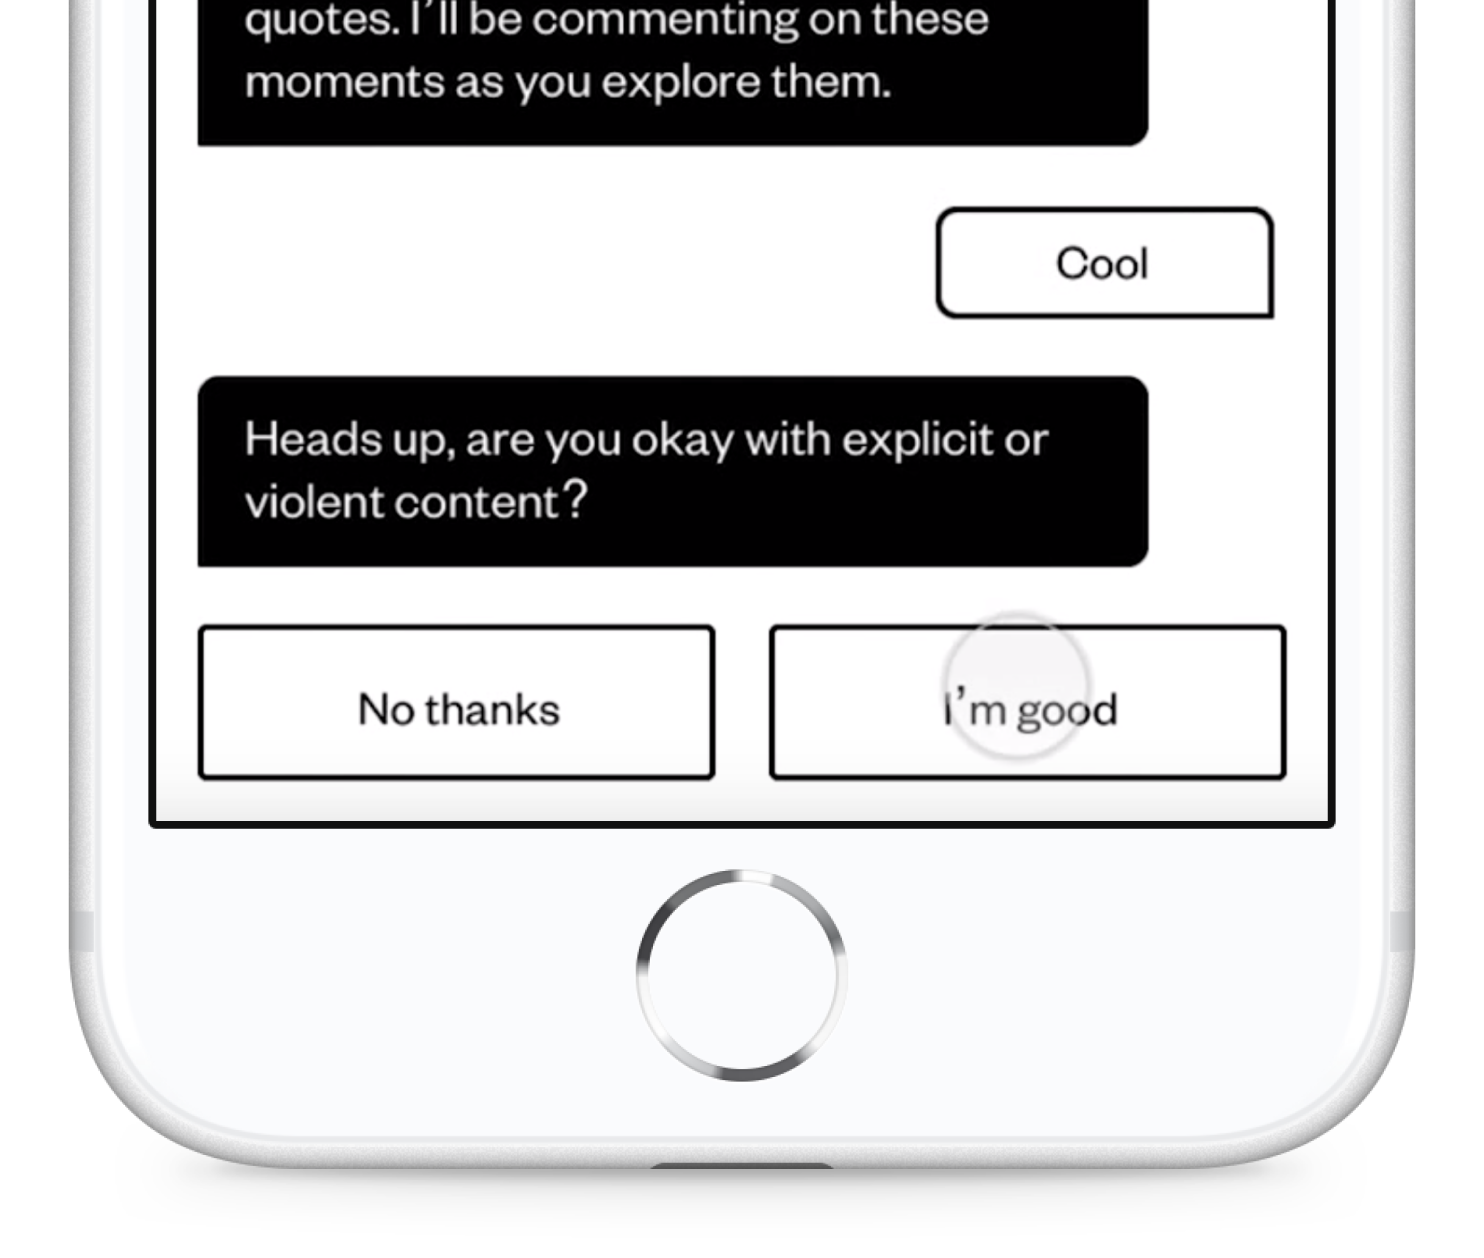 quotes. I’ll be commenting on these
moments as you explore them.
Cool
Heads up, are you okay with explicit or
violent content?
No thanks
I’m good